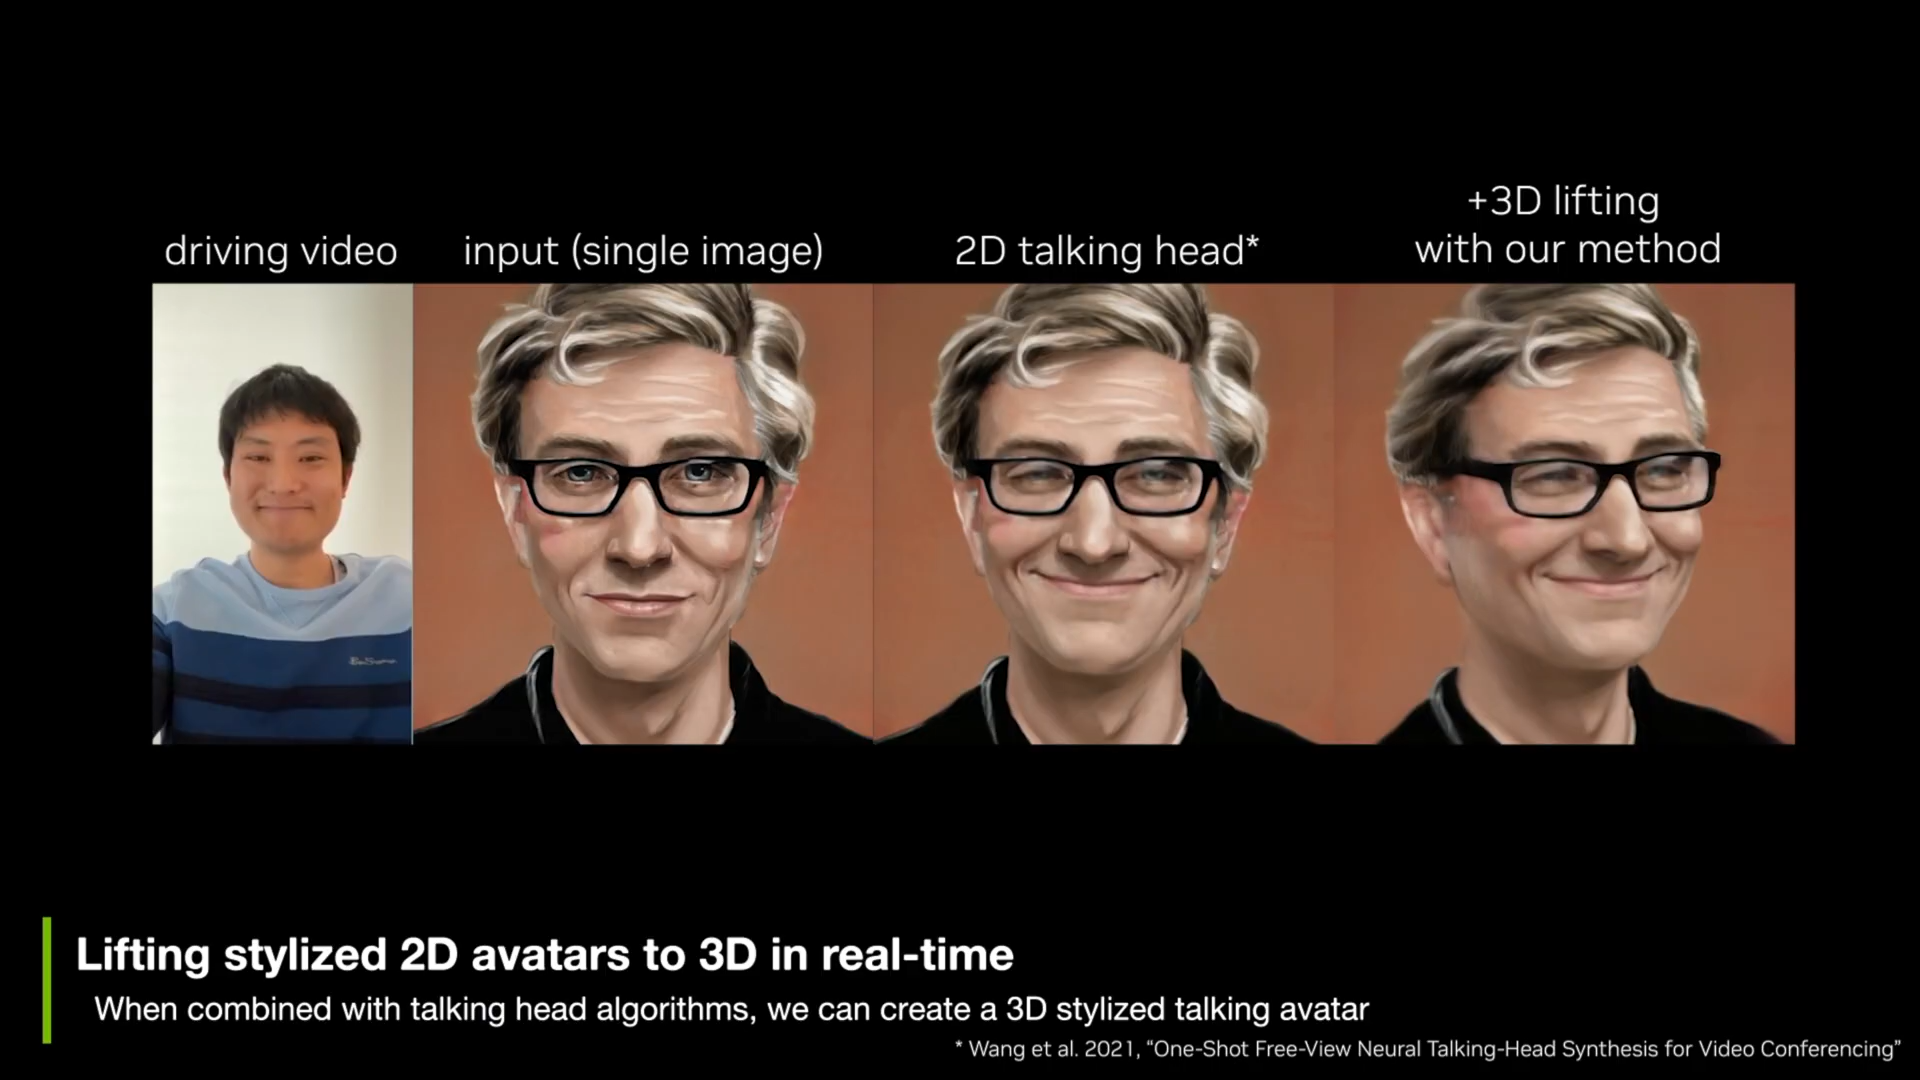 driving video
input (single image)
2D talking head*
+3D lifting
with our method
Lifting stylized 2D avatars to 3D in real-time
When combined with talking head algorithms, we can create a 3D stylized talking avatar
* Wang et al. 2021, “One-Shot Free-View Neural Talking-Head Synthesis for Video Conferencing”